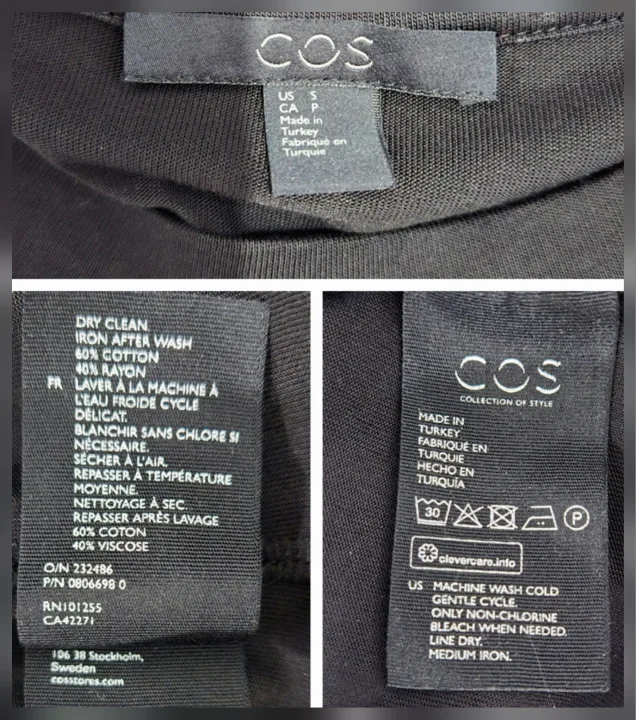 COS
US S
CA P
Made in
Turkey
Fabriqué en
Turquie
DRY CLEAN
IRON AFTER WASH
60% COTTON
40% RAYON
FR LAVER À LA MACHINE À
L'EAU FROIDE CYCLE
DÉLICAT.
BLANCHIR SANS CHLORE SI
NÉCESSAIRE.
SÉCHER À L'AIR.
REPASSER À TEMPÉRATURE
MOYENNE.
NETTOYAGE À SEC.
REPASSER APRÈS LAVAGE
60% COTON
40% VISCOSE
O/N 232486
P/N 0806698 0
RN101255
CA42271
106 38 Stockholm,
Sweden
cosstores.com
COS
COLLECTION OF STYLE
MADE IN
TURKEY
FABRIQUÉ EN
TURQUIE
HECHO EN
TURQUÍA
30 P
clevercare.info
US MACHINE WASH COLD
GENTLE CYCLE.
ONLY NON-CHLORINE
BLEACH WHEN NEEDED.
LINE DRY.
MEDIUM IRON.